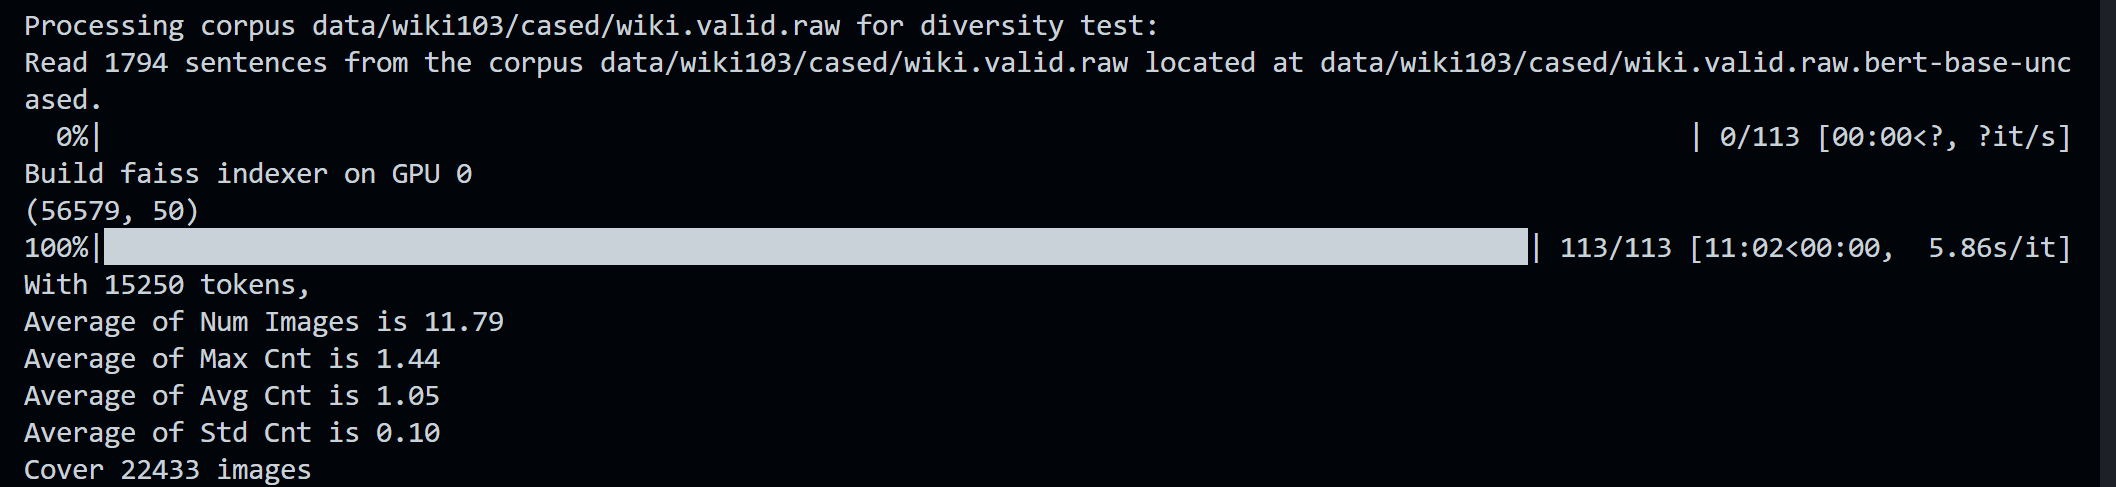 Processing corpus data/wiki103/cased/wiki.valid.raw for diversity test:
Read 1794 sentences from the corpus data/wiki103/cased/wiki.valid.raw located at data/wiki103/cased/wiki.valid.raw.bert-base-unc
ased.
  0%|                                                                                                    | 0/113 [00:00<?, ?it/s]
Build faiss indexer on GPU 0
(56579, 50)
100%|█████████████████████████████████████████████████████████████████████████████████████████| 113/113 [11:02<00:00,  5.86s/it]
With 15250 tokens,
Average of Num Images is 11.79
Average of Max Cnt is 1.44
Average of Avg Cnt is 1.05
Average of Std Cnt is 0.10
Cover 22433 images